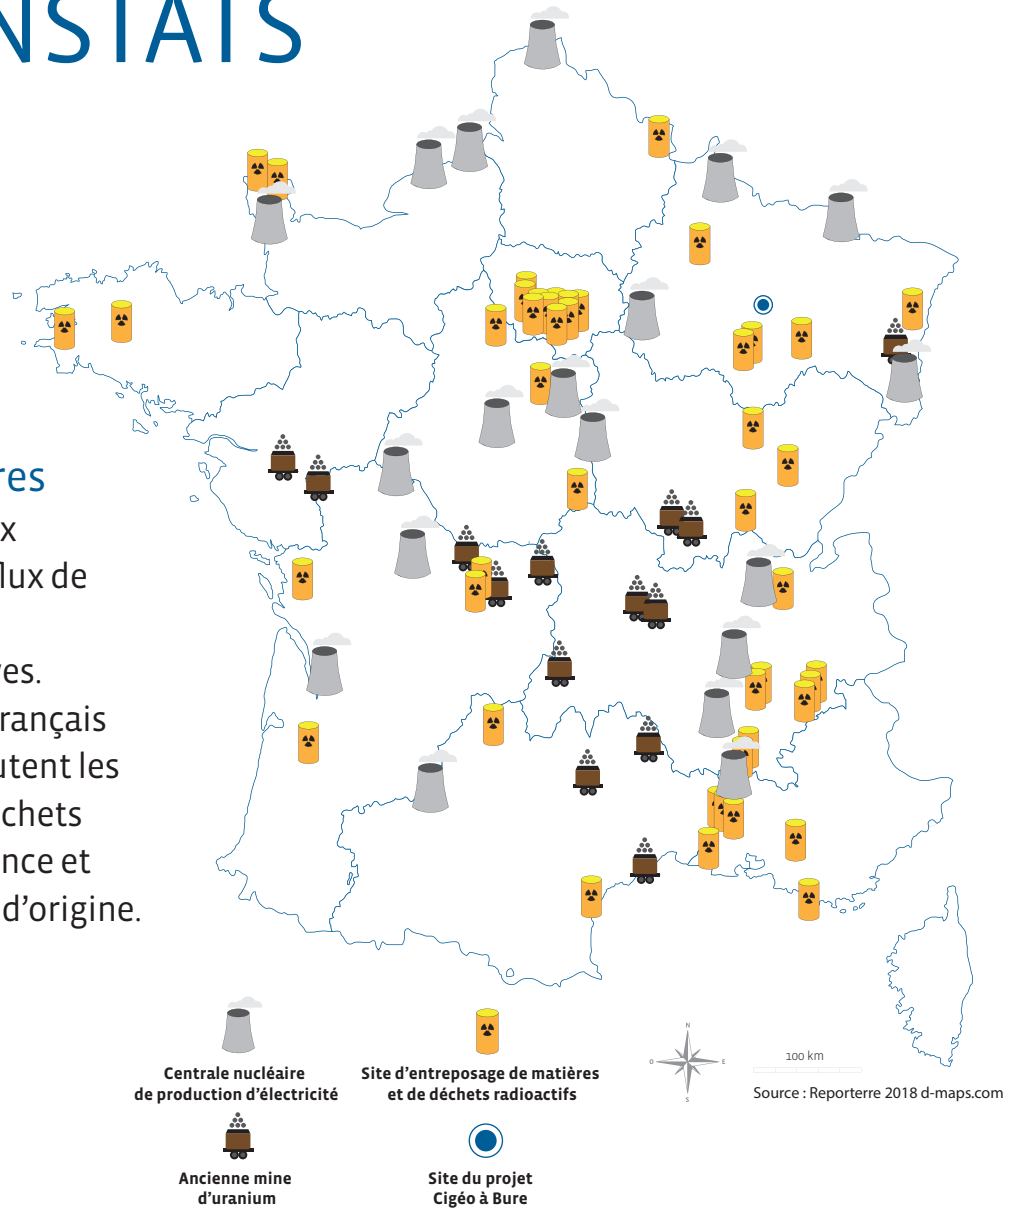 NSTATS
res
x
lux de
es.
rançais
utent les
chets
nce et
d’origine.
N
O
E
S
100 km
Source : Reporterre 2018 d-maps.com
Centrale nucléaire
de production d’électricité
Site d’entreposage de matières
et de déchets radioactifs
Ancienne mine
d’uranium
Site du projet
Cigéo à Bure